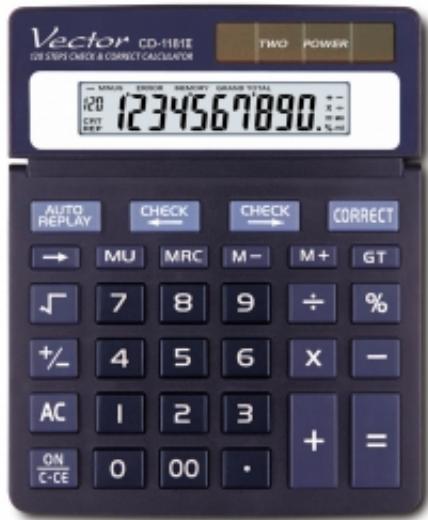 Vector CD-1181II TWO POWER
120 STEPS CHECK & CORRECT CALCULATOR
— MINUS ERROR MEMORY GRAND TOTAL
120 1234567890.
CRT
REP
AUTO REPLAY CHECK ← CHECK → CORRECT
→ MU MRC M− M+ GT
√ 7 8 9 ÷ %
+/− 4 5 6 x −
AC 1 2 3 + =
ON/C·CE 0 00 ·